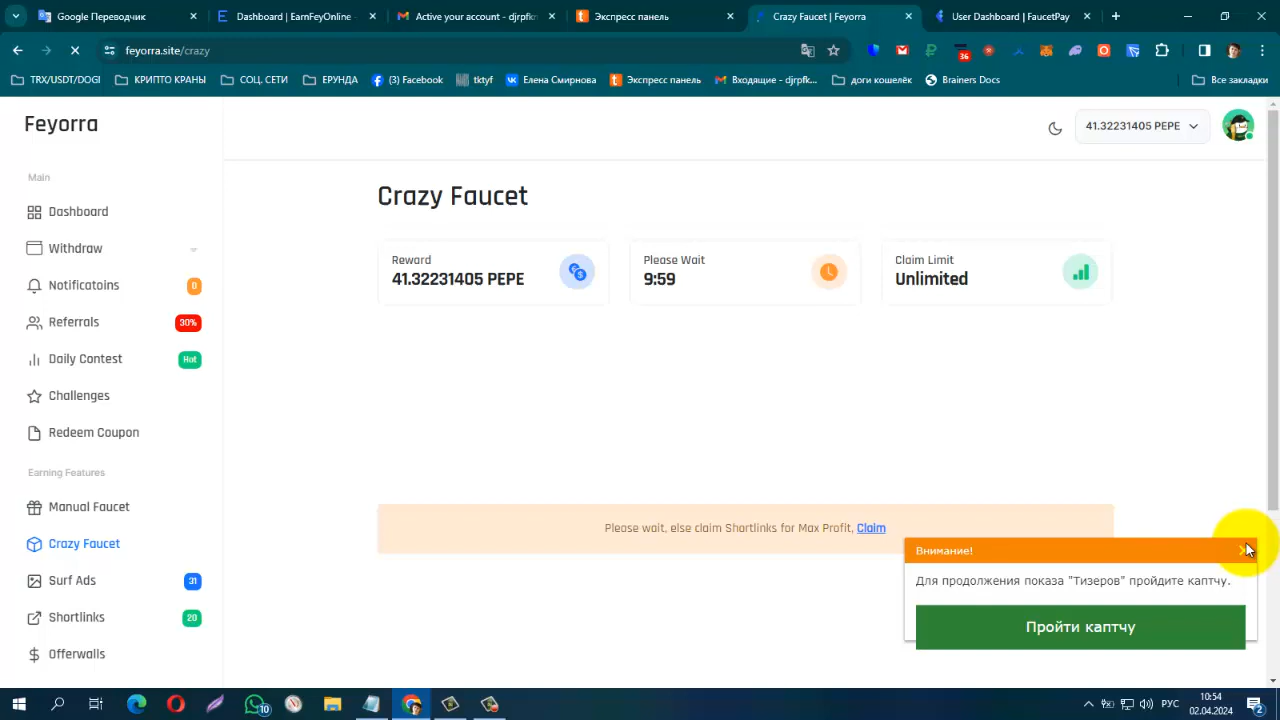 Google Переводчик
Dashboard | EarnFeyOnline -
Active your account - djrpfkn
Экспресс панель
Crazy Faucet | Feyorra
User Dashboard | FaucetPay
feyorra.site/crazy
36
TRX/USDT/DOGI
КРИПТО КРАНЫ
СОЦ. СЕТИ
ЕРУНДА
(3) Facebook
tktyf
Елена Смирнова
Экспресс панель
Входящие - djrpfk...
доги кошелёк
Brainers Docs
Все закладки
Feyorra
41.32231405 PEPE
Main
Dashboard
Withdraw
Notificatoins 0
Referrals 30%
Daily Contest Hot
Challenges
Redeem Coupon
Earning Features
Manual Faucet
Crazy Faucet
Surf Ads 31
Shortlinks 20
Offerwalls
Crazy Faucet
Reward
41.32231405 PEPE
Please Wait
9:59
Claim Limit
Unlimited
Please wait, else claim Shortlinks for Max Profit, Claim
Внимание!
Для продолжения показа "Тизеров" пройдите каптчу.
Пройти каптчу
10
РУС
10:54
02.04.2024
2